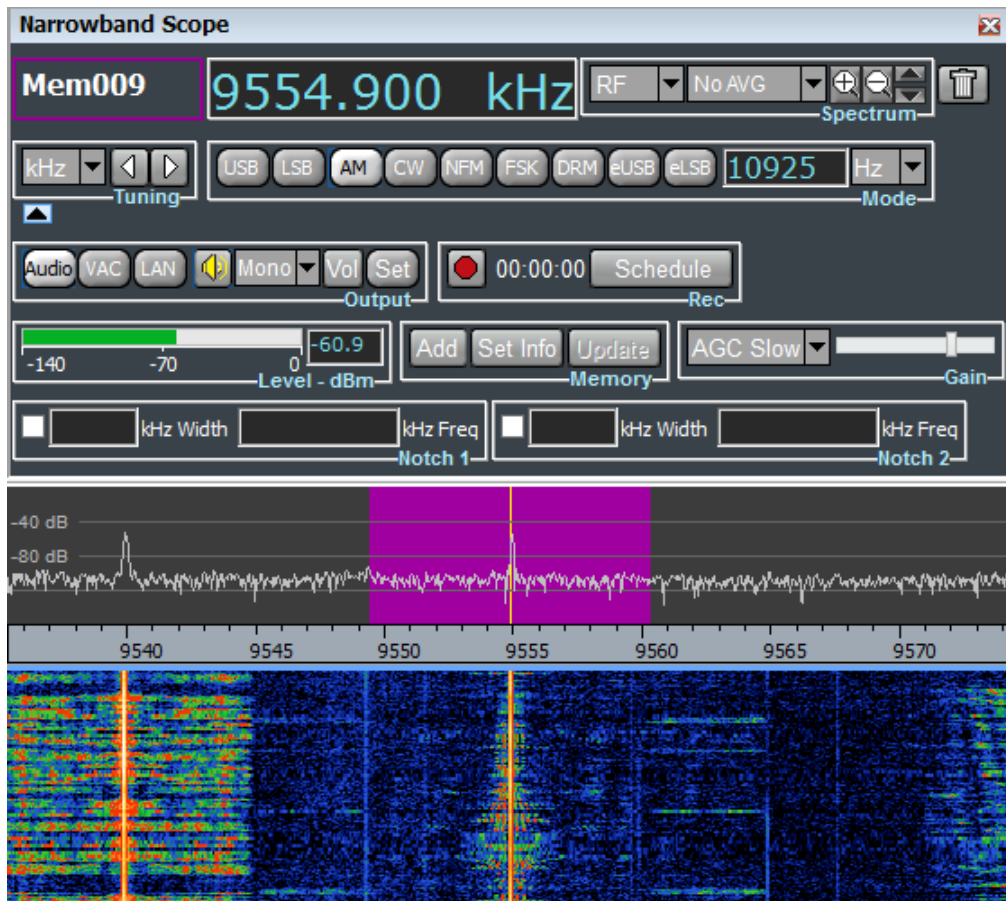 Narrowband Scope
Mem009
9554.900 kHz
RF
No AVG
Spectrum
kHz
Tuning
USB LSB AM CW NFM FSK DRM eUSB eLSB 10925 Hz
Mode
Audio VAC LAN Mono Vol Set
Output
00:00:00 Schedule
Rec
-140 -70 0 -60.9
Level - dBm
Add Set Info Update
Memory
AGC Slow
Gain
kHz Width kHz Freq
Notch 1
kHz Width kHz Freq
Notch 2
-40 dB
-80 dB
9540 9545 9550 9555 9560 9565 9570